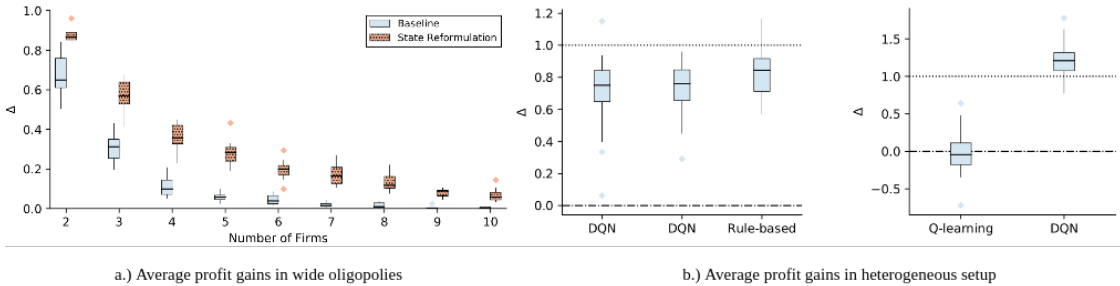 1.0
0.8
0.6
0.4
0.2
0.0
Δ
2 3 4 5 6 7 8 9 10
Number of Firms
Baseline
State Reformulation
1.2
1.0
0.8
0.6
0.4
0.2
0.0
Δ
DQN DQN Rule-based
1.5
1.0
0.5
0.0
−0.5
Δ
Q-learning DQN
a.) Average profit gains in wide oligopolies
b.) Average profit gains in heterogeneous setup